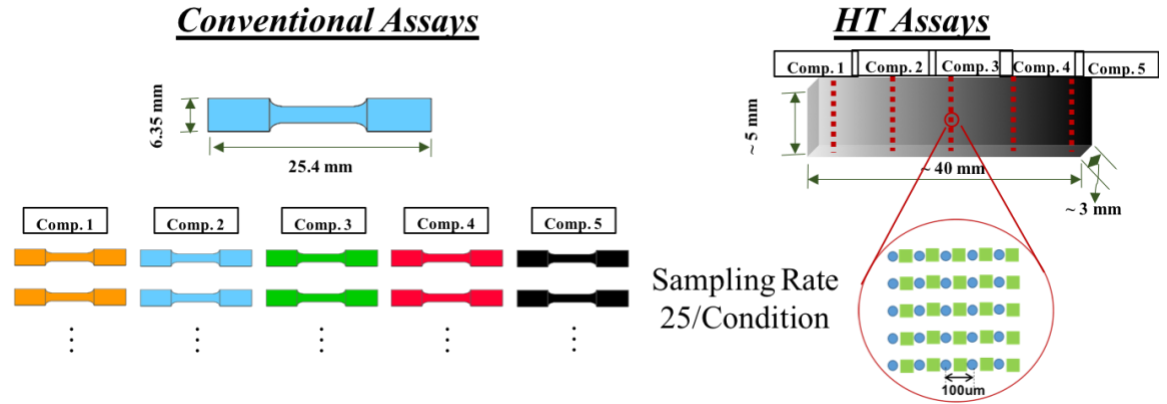 Conventional Assays
6.35 mm
25.4 mm
Comp. 1
Comp. 2
Comp. 3
Comp. 4
Comp. 5
⋮ ⋮ ⋮ ⋮ ⋮
HT Assays
Comp. 1
Comp. 2
Comp. 3
Comp. 4
Comp. 5
~ 5 mm
~ 40 mm
~ 3 mm
Sampling Rate
25/Condition
100um